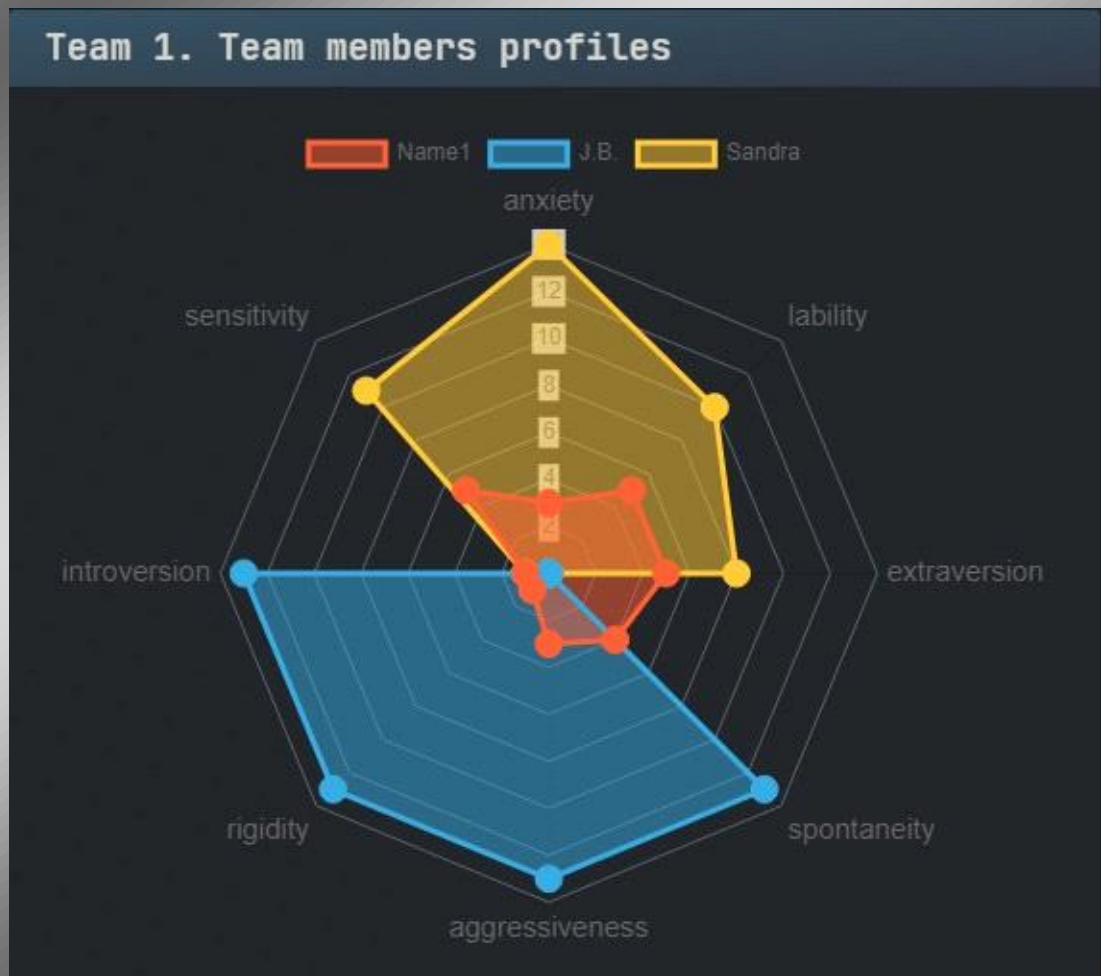 Team 1. Team members profiles
Name1 J.B. Sandra
anxiety
sensitivity lability
12
10
8
6
4
2
introversion extraversion
rigidity spontaneity
aggressiveness